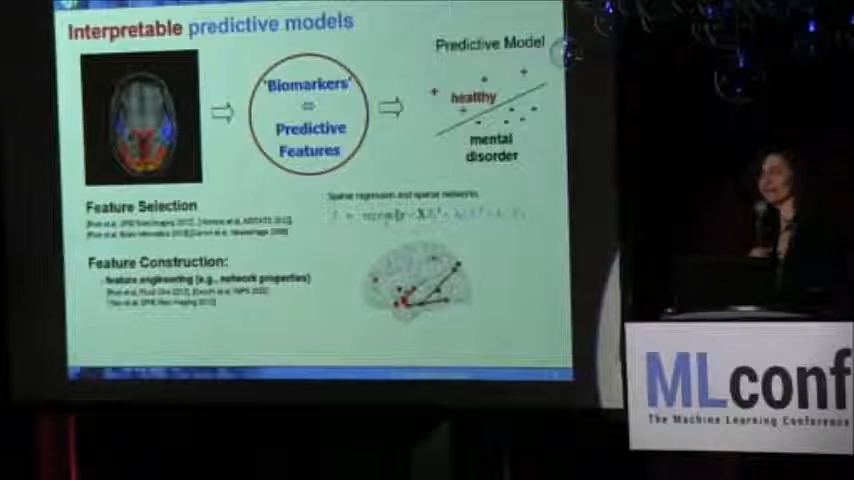 Interpretable predictive models
'Biomarkers'
⇔
Predictive
Features
Predictive Model
healthy
mental
disorder
Feature Selection
Sparse regression and sparse networks
Feature Construction:
- feature engineering (e.g., network properties)
MLconf
The Machine Learning Conference